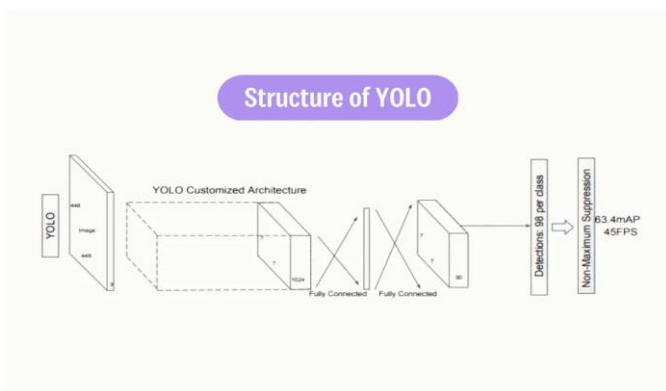 Structure of YOLO
YOLO
448
Image
448
3
YOLO Customized Architecture
7
7
1024
Fully Connected
Fully Connected
7
7
30
Detections: 98 per class
Non-Maximum Suppression
63.4mAP
45FPS